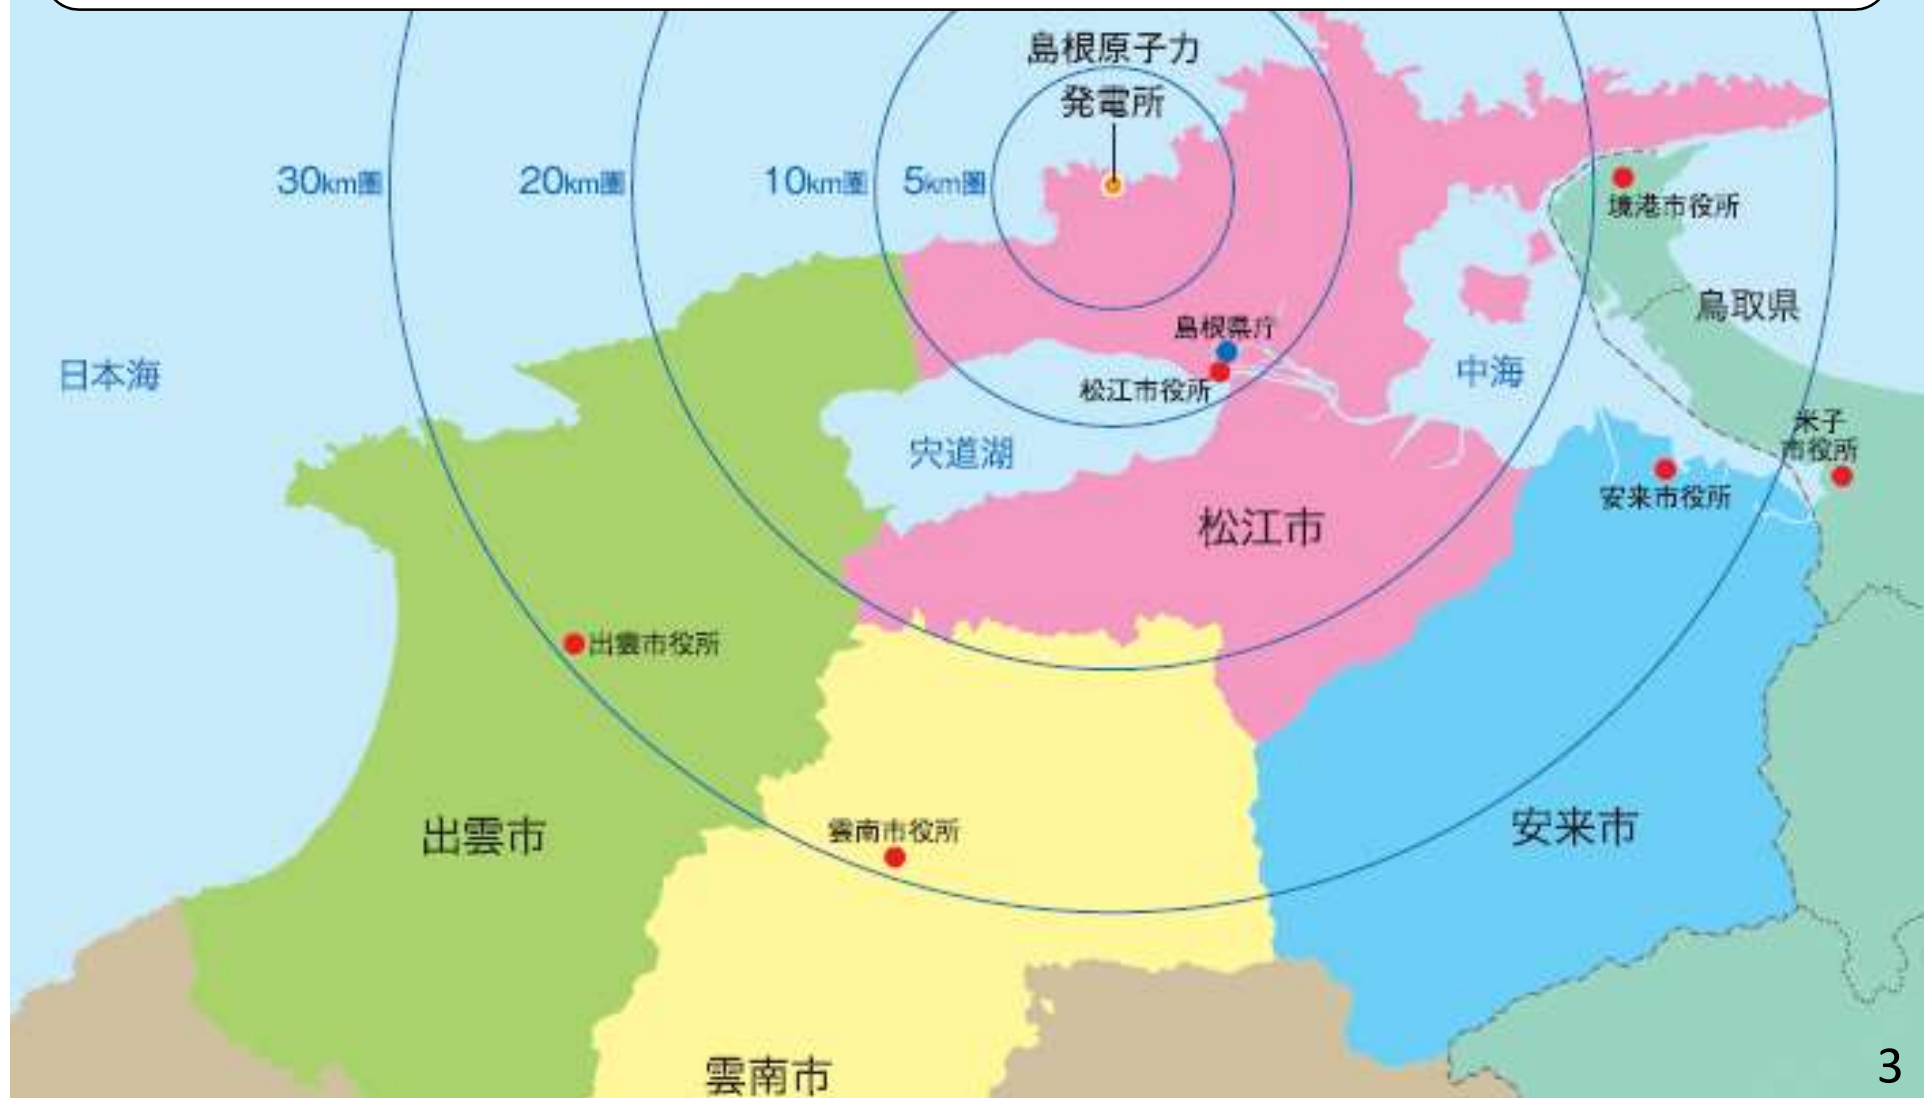 島根原子力
発電所
30km圏
20km圏
10km圏
5km圏
境港市役所
鳥取県
島根県庁
松江市役所
中海
日本海
米子
市役所
宍道湖
安来市役所
松江市
出雲市役所
雲南市役所
出雲市
安来市
雲南市
3